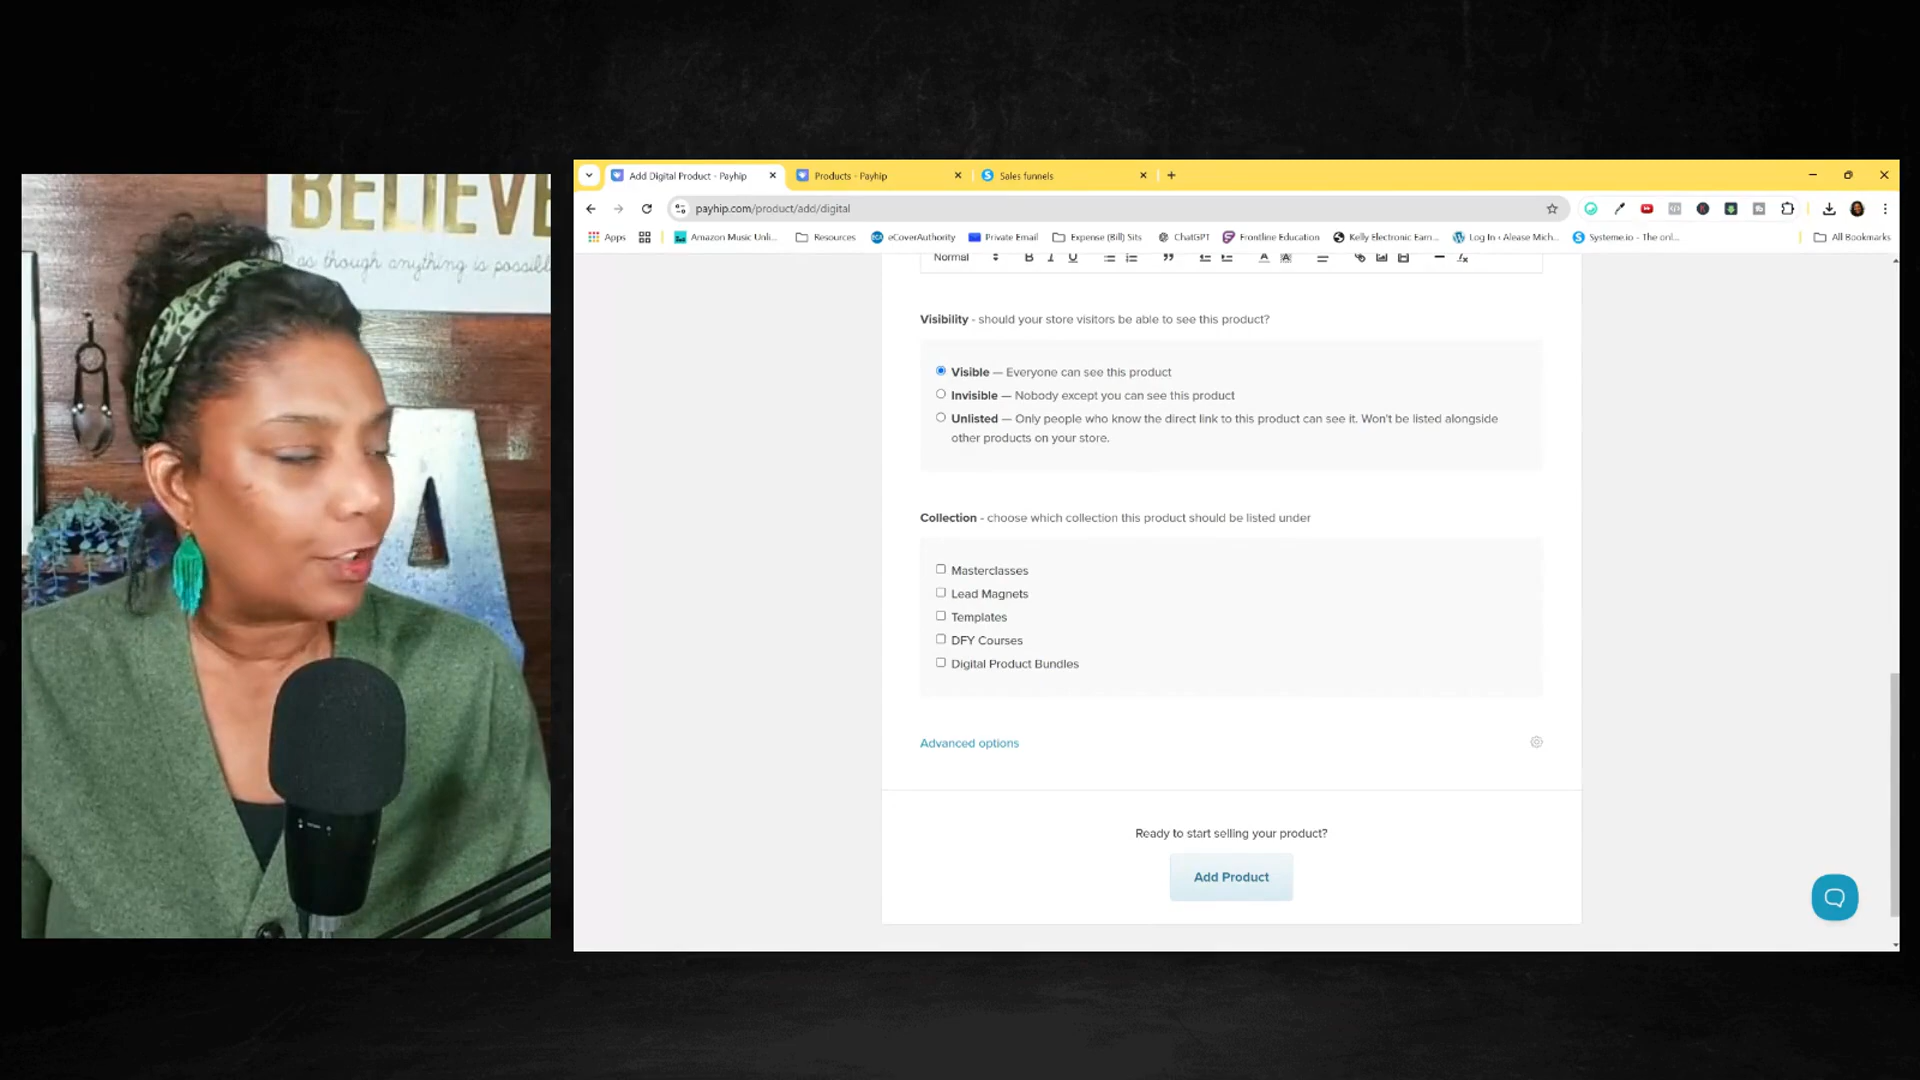 BELIEVE
as though anything is possibl
A
Add Digital Product - Payhip
Products - Payhip
Sales funnels
payhip.com/product/add/digital
Apps
Amazon Music Unli...
Resources
eCoverAuthority
Private Email
Expense (Bill) Sits
ChatGPT
Frontline Education
Kelly Electronic Earn...
Log In ‹ Alease Mich...
Systeme.io - The onl...
All Bookmarks
Normal
B I U
Visibility - should your store visitors be able to see this product?
Visible — Everyone can see this product
Invisible — Nobody except you can see this product
Unlisted — Only people who know the direct link to this product can see it. Won't be listed alongside
other products on your store.
Collection - choose which collection this product should be listed under
Masterclasses
Lead Magnets
Templates
DFY Courses
Digital Product Bundles
Advanced options
Ready to start selling your product?
Add Product